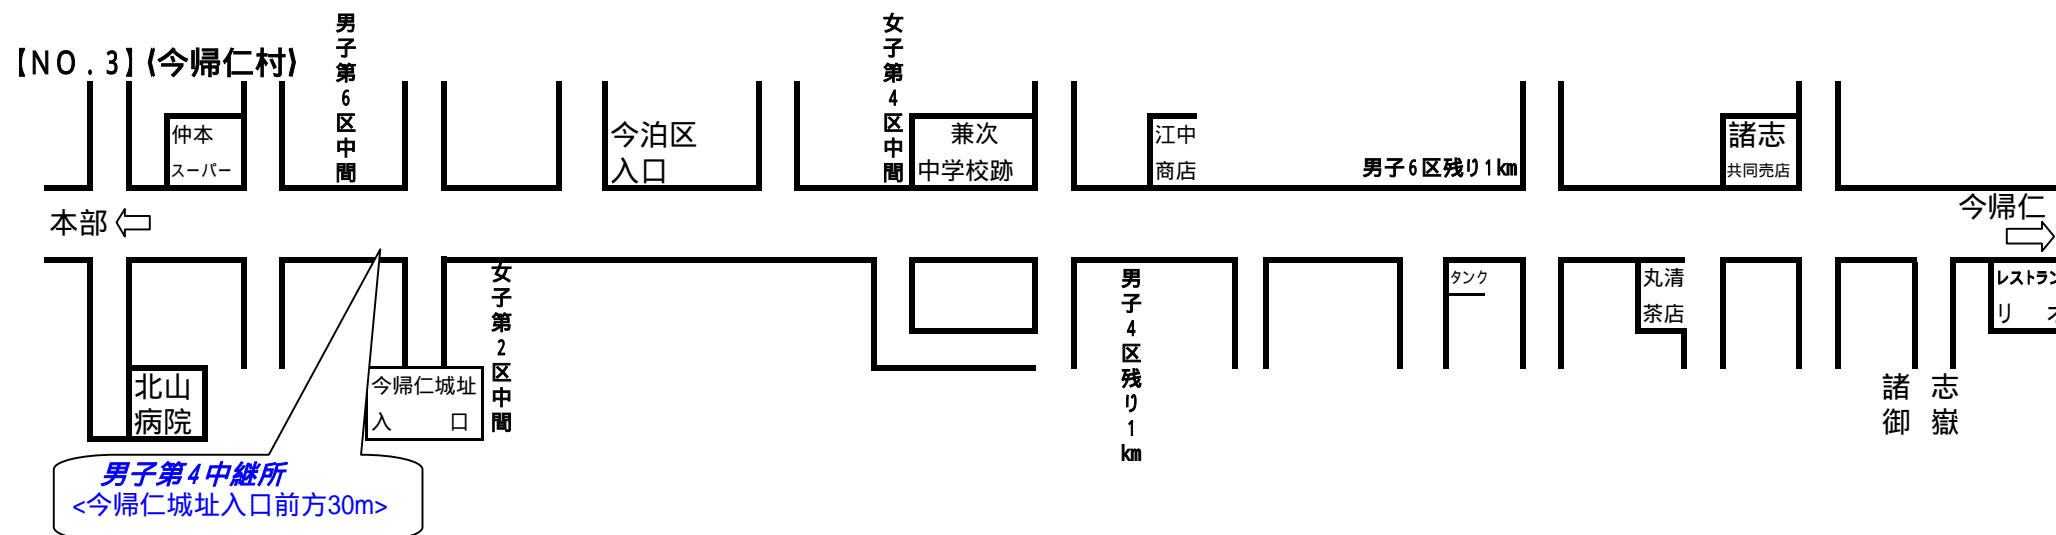 【NO.3】(今帰仁村)
男子第6区中間
女子第4区中間
仲本
スーパー
今泊区
入口
兼次
中学校跡
江中
商店
男子6区残り1km
諸志
共同売店
本部
今帰仁
女子第2区中間
男子4区残り1km
タンク
丸清
茶店
レストラン
リ
北山
病院
今帰仁城址
入 口
諸 志
御 嶽
男子第4中継所
<今帰仁城址入口前方30m>